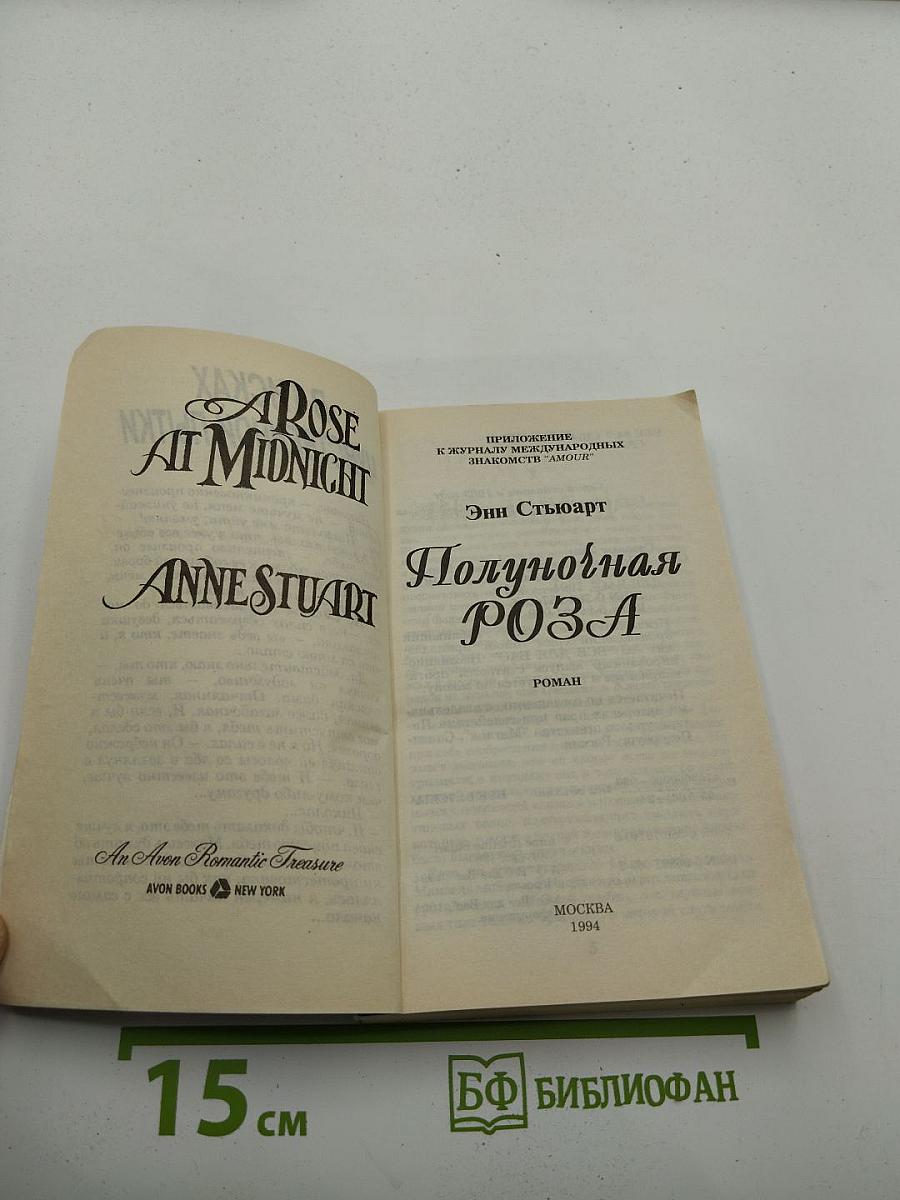 A ROSE
AT MIDNIGHT
ANNE STUART
An Avon Romantic Treasure
AVON BOOKS NEW YORK
ПРИЛОЖЕНИЕ
К ЖУРНАЛУ МЕЖДУНАРОДНЫХ
ЗНАКОМСТВ "AMOUR"
Энн Стьюарт
Полуночная
РОЗА
РОМАН
МОСКВА
1994
15 см
БФ БИБЛИОФАН